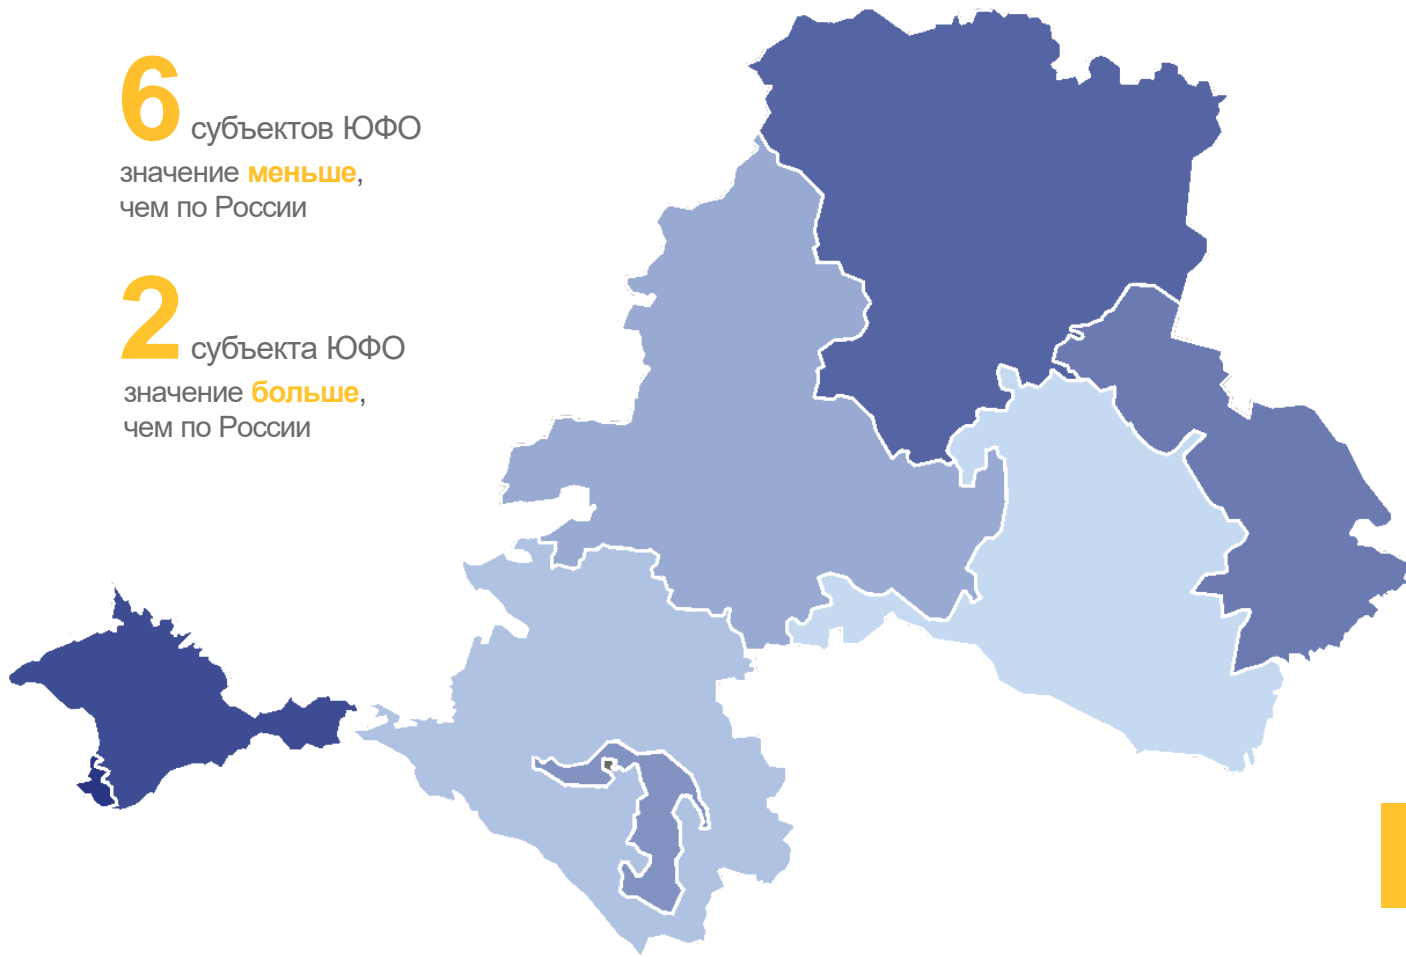 6 субъектов ЮФО
значение меньше,
чем по России
2 субъекта ЮФО
значение больше,
чем по России